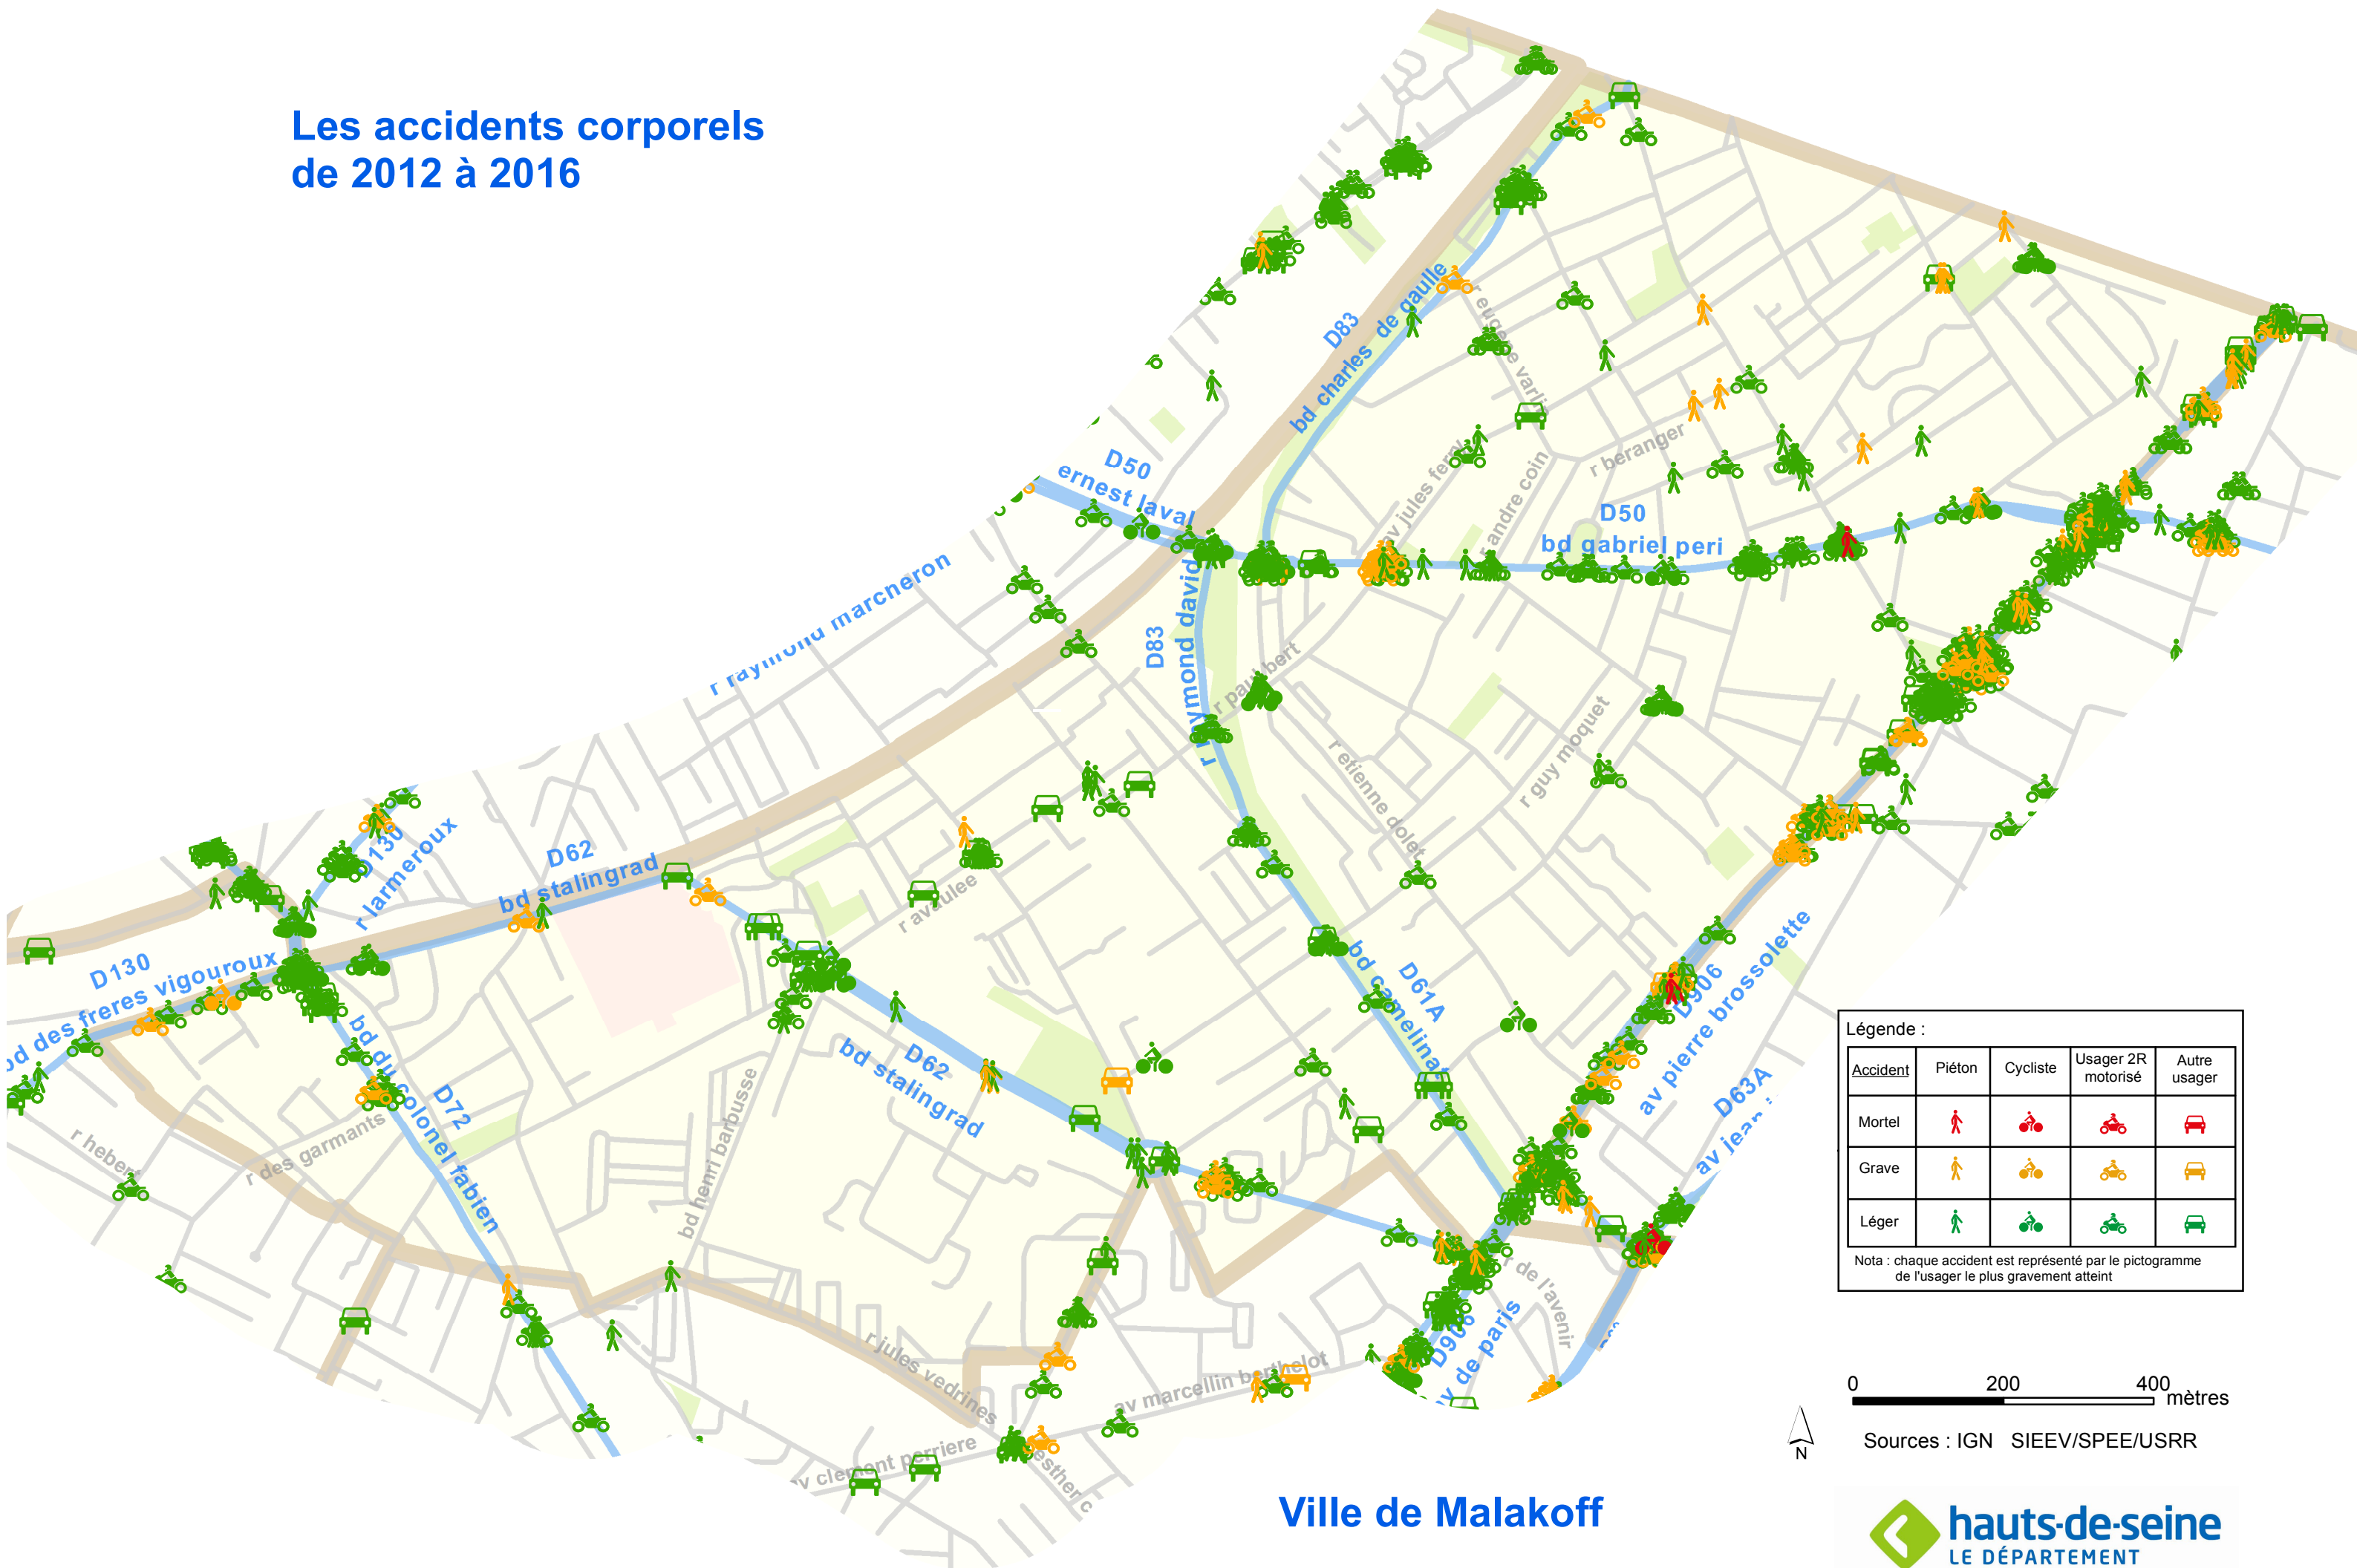 Les accidents corporels
de 2012 à 2016
D83
bd charles de gaulle
r eugene varlin
D50
ernest laval
av jules ferry
r andre coin
r beranger
D50
bd gabriel peri
D83
r raymond david
r paul bert
r etienne dolet
r guy moquet
D130
r larmeroux
D62
bd stalingrad
r avaulee
D130
bd des freres vigouroux
D72
bd du colonel fabien
r hebert
r des garmants
bd henri barbusse
D62
bd stalingrad
D61A
bd camelinat
D906
av pierre brossolette
D63A
r de l'avenir
D906
av de paris
r jules vedrines
av marcellin berthelot
av clement perriere
Légende :
Accident Piéton Cycliste Usager 2R motorisé Autre usager
Mortel
Grave
Léger
Nota : chaque accident est représenté par le pictogramme
de l'usager le plus gravement atteint
0 200 400
mètres
N
Sources : IGN SIEEV/SPEE/USRR
Ville de Malakoff
hauts-de-seine
LE DÉPARTEMENT